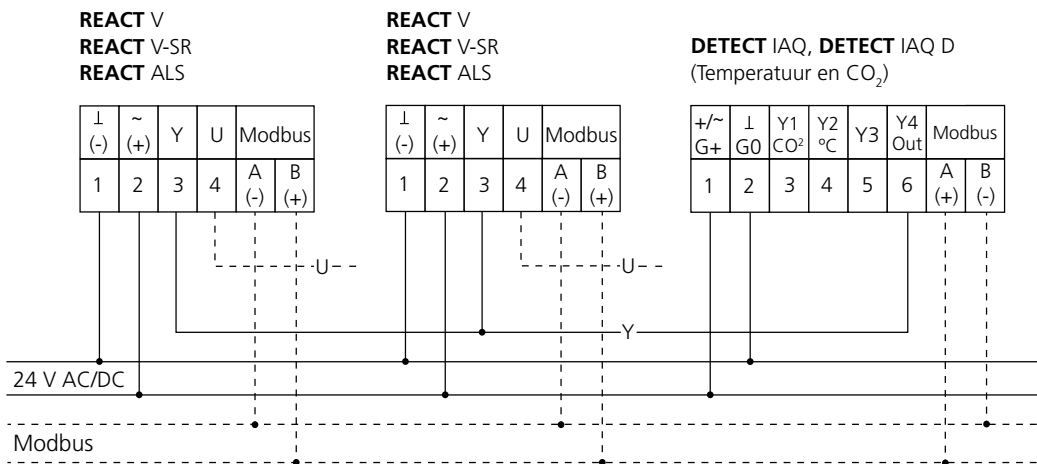 REACT V
REACT V-SR
REACT ALS
⊥ (-) ~ (+) Y U Modbus
1 2 3 4 A (-) B (+)
REACT V
REACT V-SR
REACT ALS
⊥ (-) ~ (+) Y U Modbus
1 2 3 4 A (-) B (+)
DETECT IAQ, DETECT IAQ D
(Temperatuur en CO₂)
+/~ G+ ⊥ G0 Y1 CO² Y2 ºC Y3 Y4 Out Modbus
1 2 3 4 5 6 A (+) B (-)
U
U
Y
24 V AC/DC
Modbus